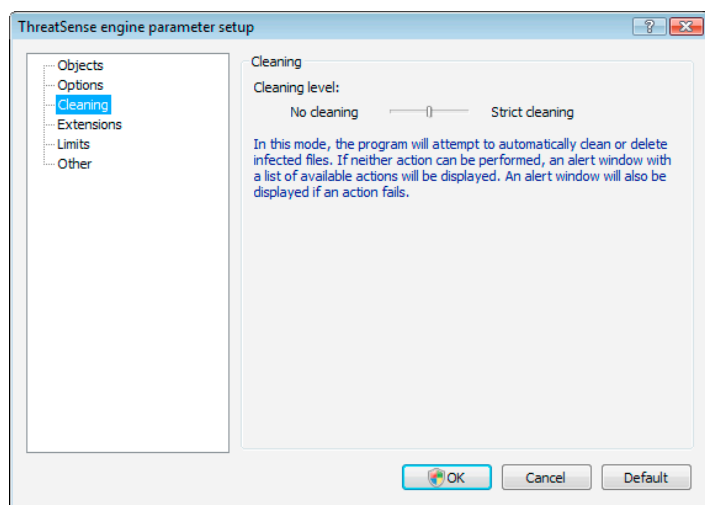 ThreatSense engine parameter setup
Objects
Options
Cleaning
Extensions
Limits
Other
Cleaning
Cleaning level:
No cleaning Strict cleaning
In this mode, the program will attempt to automatically clean or delete
infected files. If neither action can be performed, an alert window with
a list of available actions will be displayed. An alert window will also be
displayed if an action fails.
OK Cancel Default